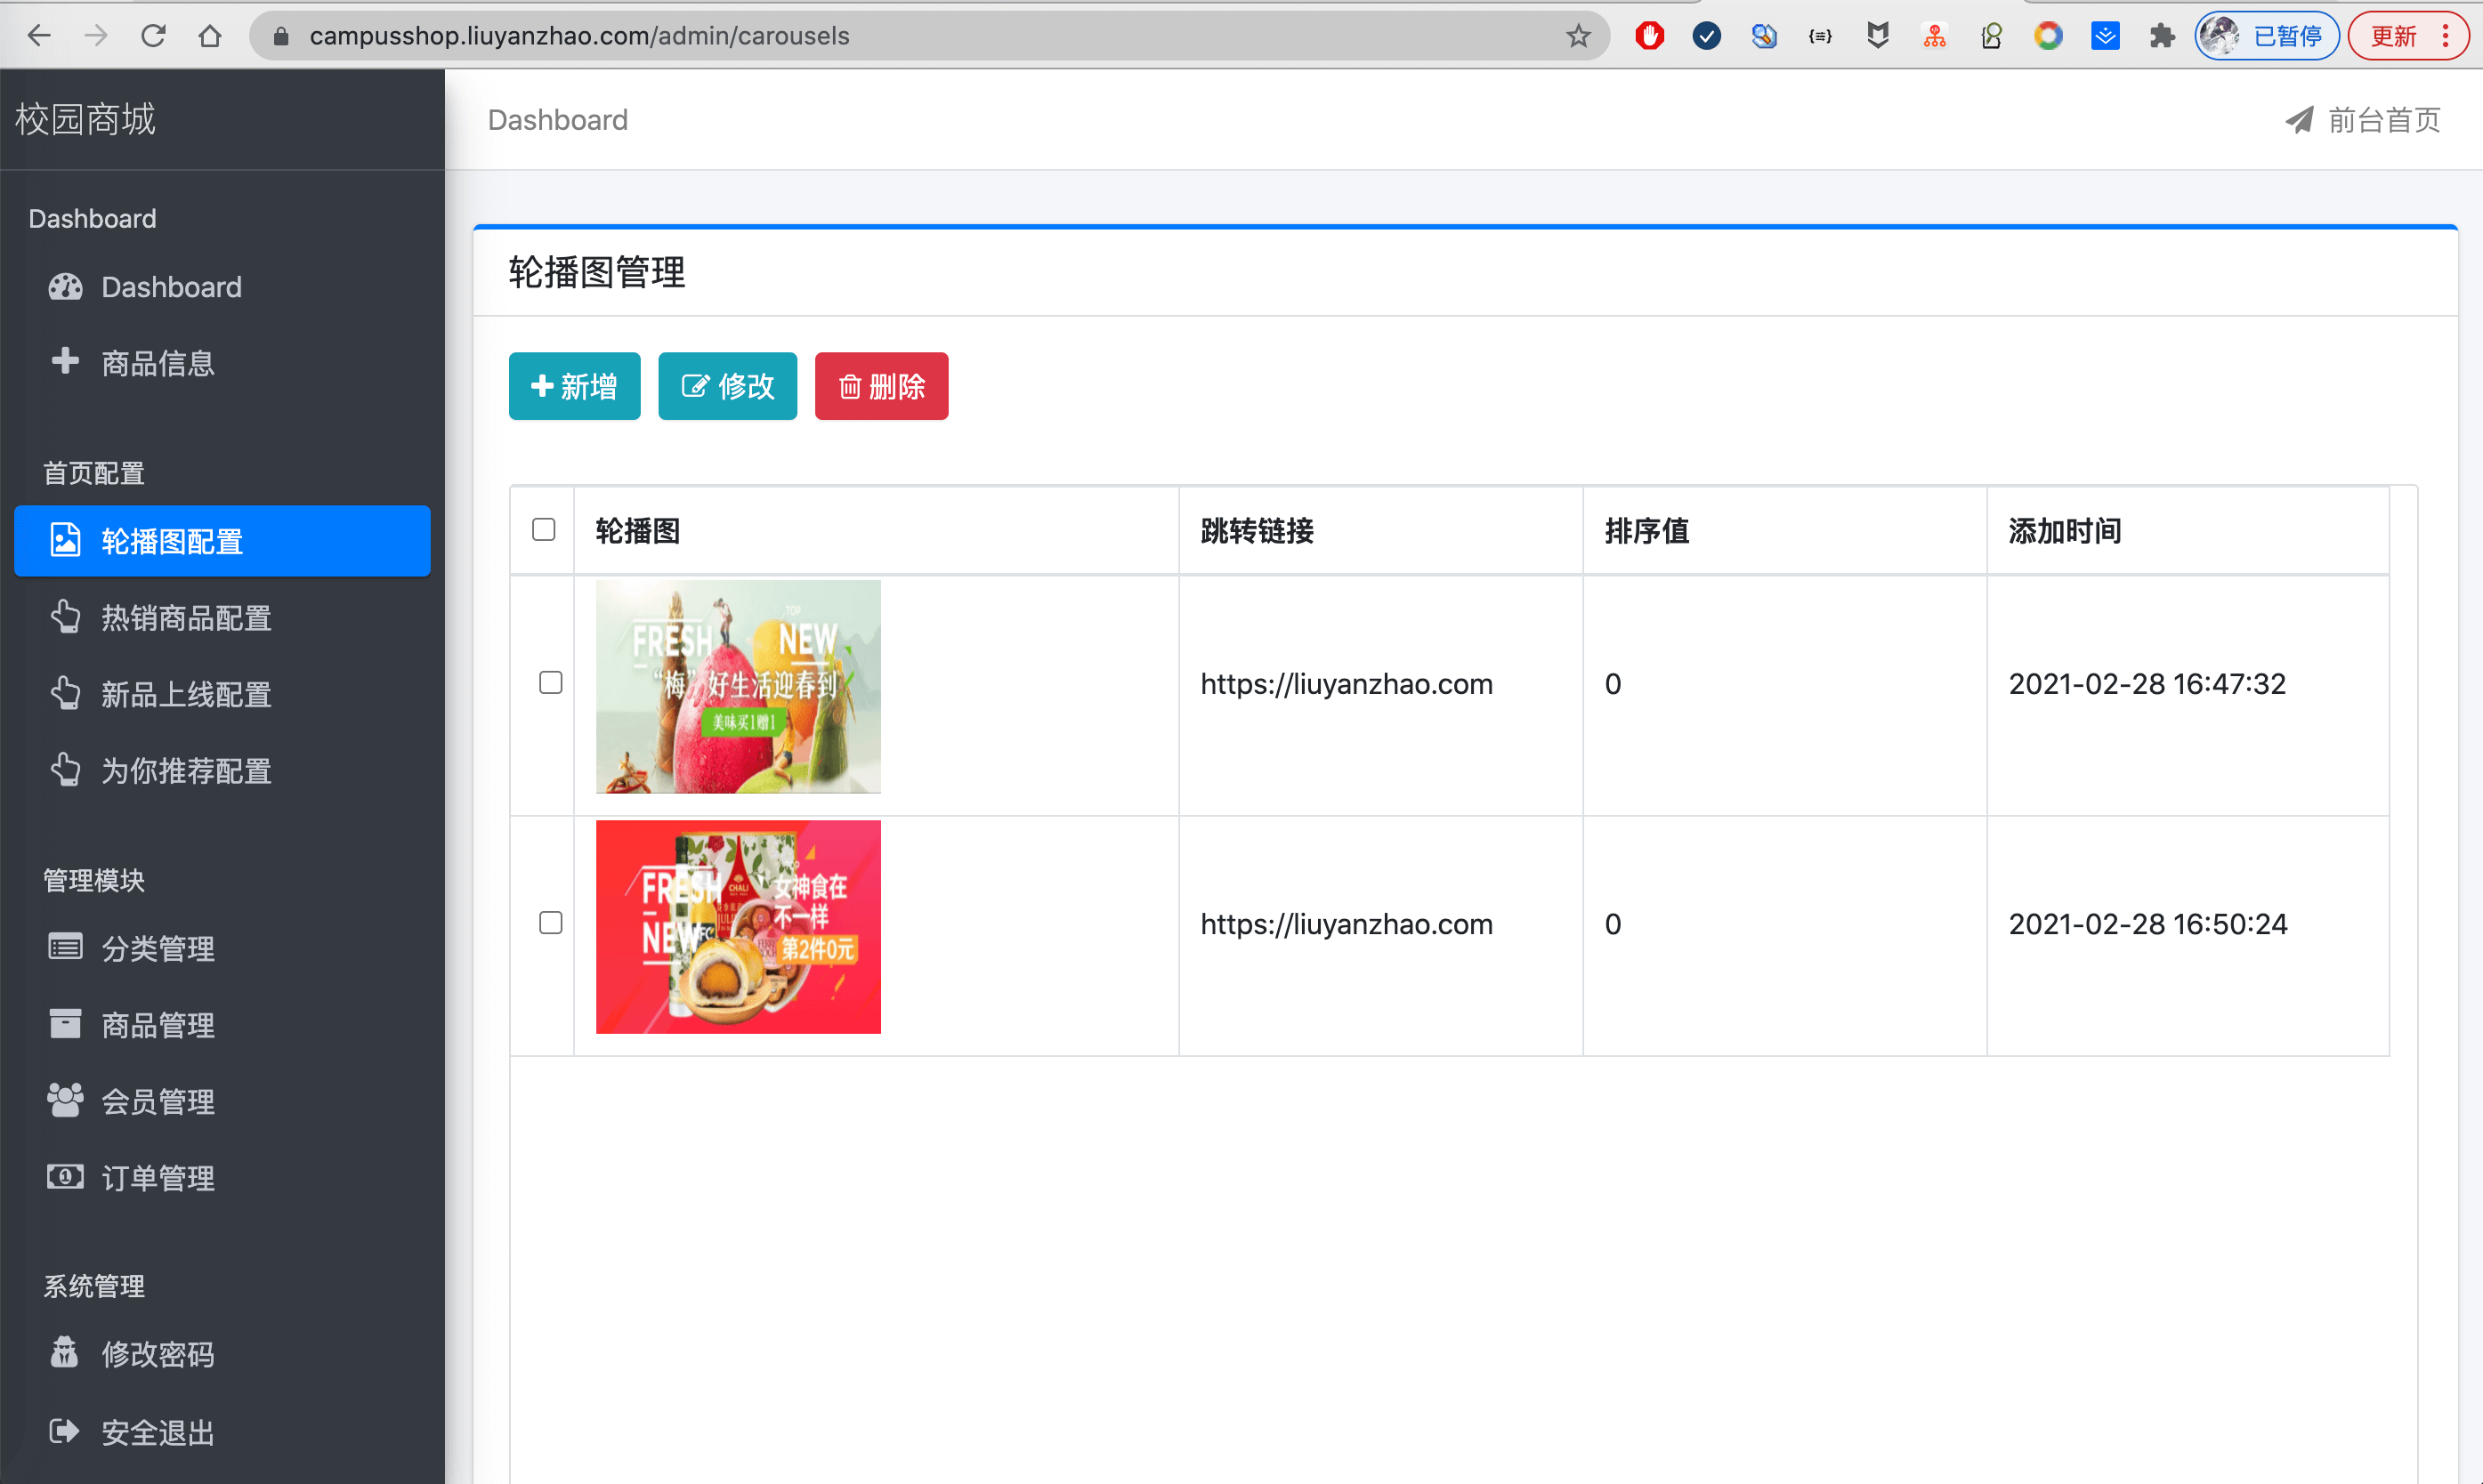 campusshop.liuyanzhao.com/admin/carousels
已暂停
更新
校园商城
Dashboard
前台首页
Dashboard
Dashboard
商品信息
首页配置
轮播图配置
热销商品配置
新品上线配置
为你推荐配置
管理模块
分类管理
商品管理
会员管理
订单管理
系统管理
修改密码
安全退出
轮播图管理
新增 修改 删除
轮播图 跳转链接 排序值 添加时间
TOP
FRESH NEW
“梅”好生活迎春到
美味买1赠1
https://liuyanzhao.com 0 2021-02-28 16:47:32
FRESH
NEW
CHALI
女神食在
不一样
第2件0元
https://liuyanzhao.com 0 2021-02-28 16:50:24